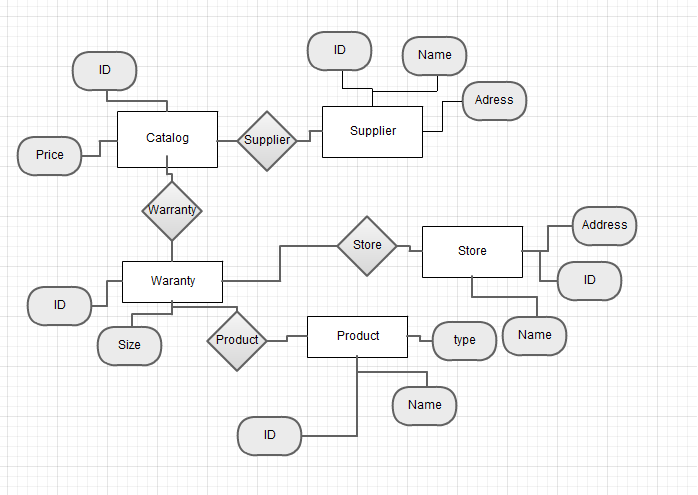 ID
Name
ID
Adress
Catalog
Supplier
Supplier
Price
Warranty
Address
Store
Store
Waranty
ID
ID
Size
Product
Product
type
Name
Name
ID